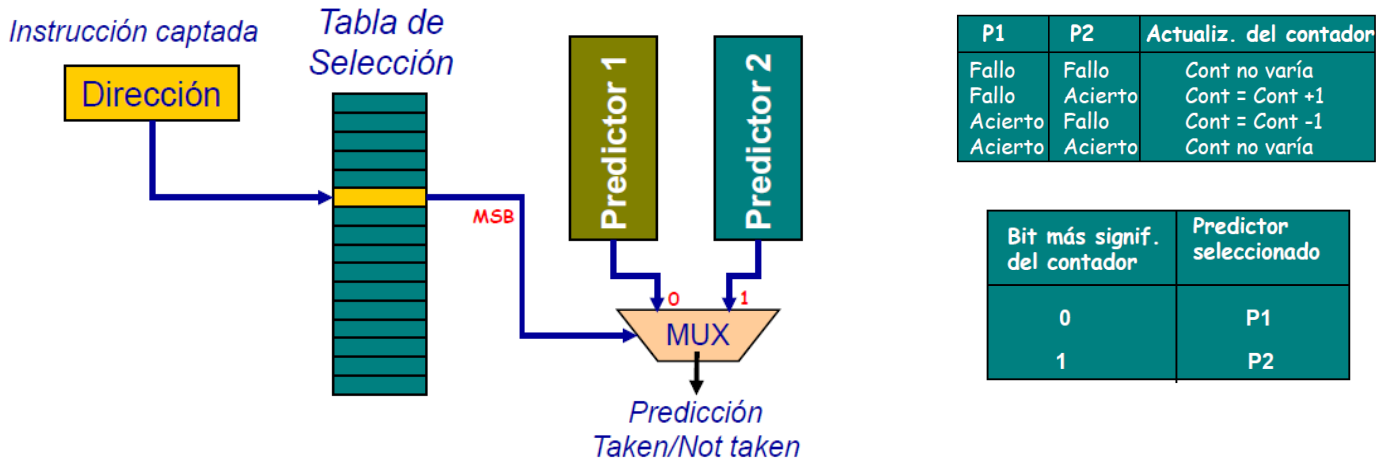 Instrucción captada
Dirección
Tabla de
Selección
MSB
Predictor 1
Predictor 2
0
1
MUX
Predicción
Taken/Not taken
P1 P2 Actualiz. del contador
Fallo Fallo Cont no varía
Fallo Acierto Cont = Cont +1
Acierto Fallo Cont = Cont -1
Acierto Acierto Cont no varía
Bit más signif. Predictor
del contador seleccionado
0 P1
1 P2